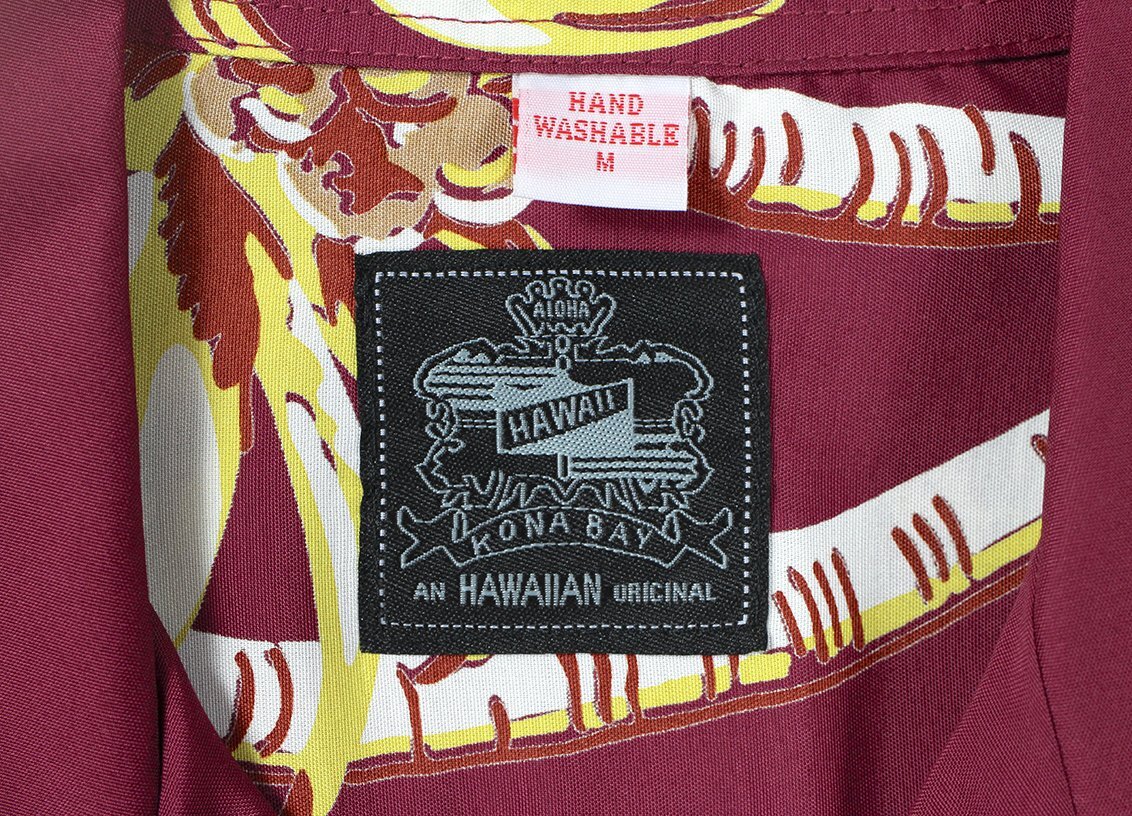 HAND
WASHABLE
M
ALOHA
HAWAII
KONA BAY
AN HAWAIIAN ORIGINAL